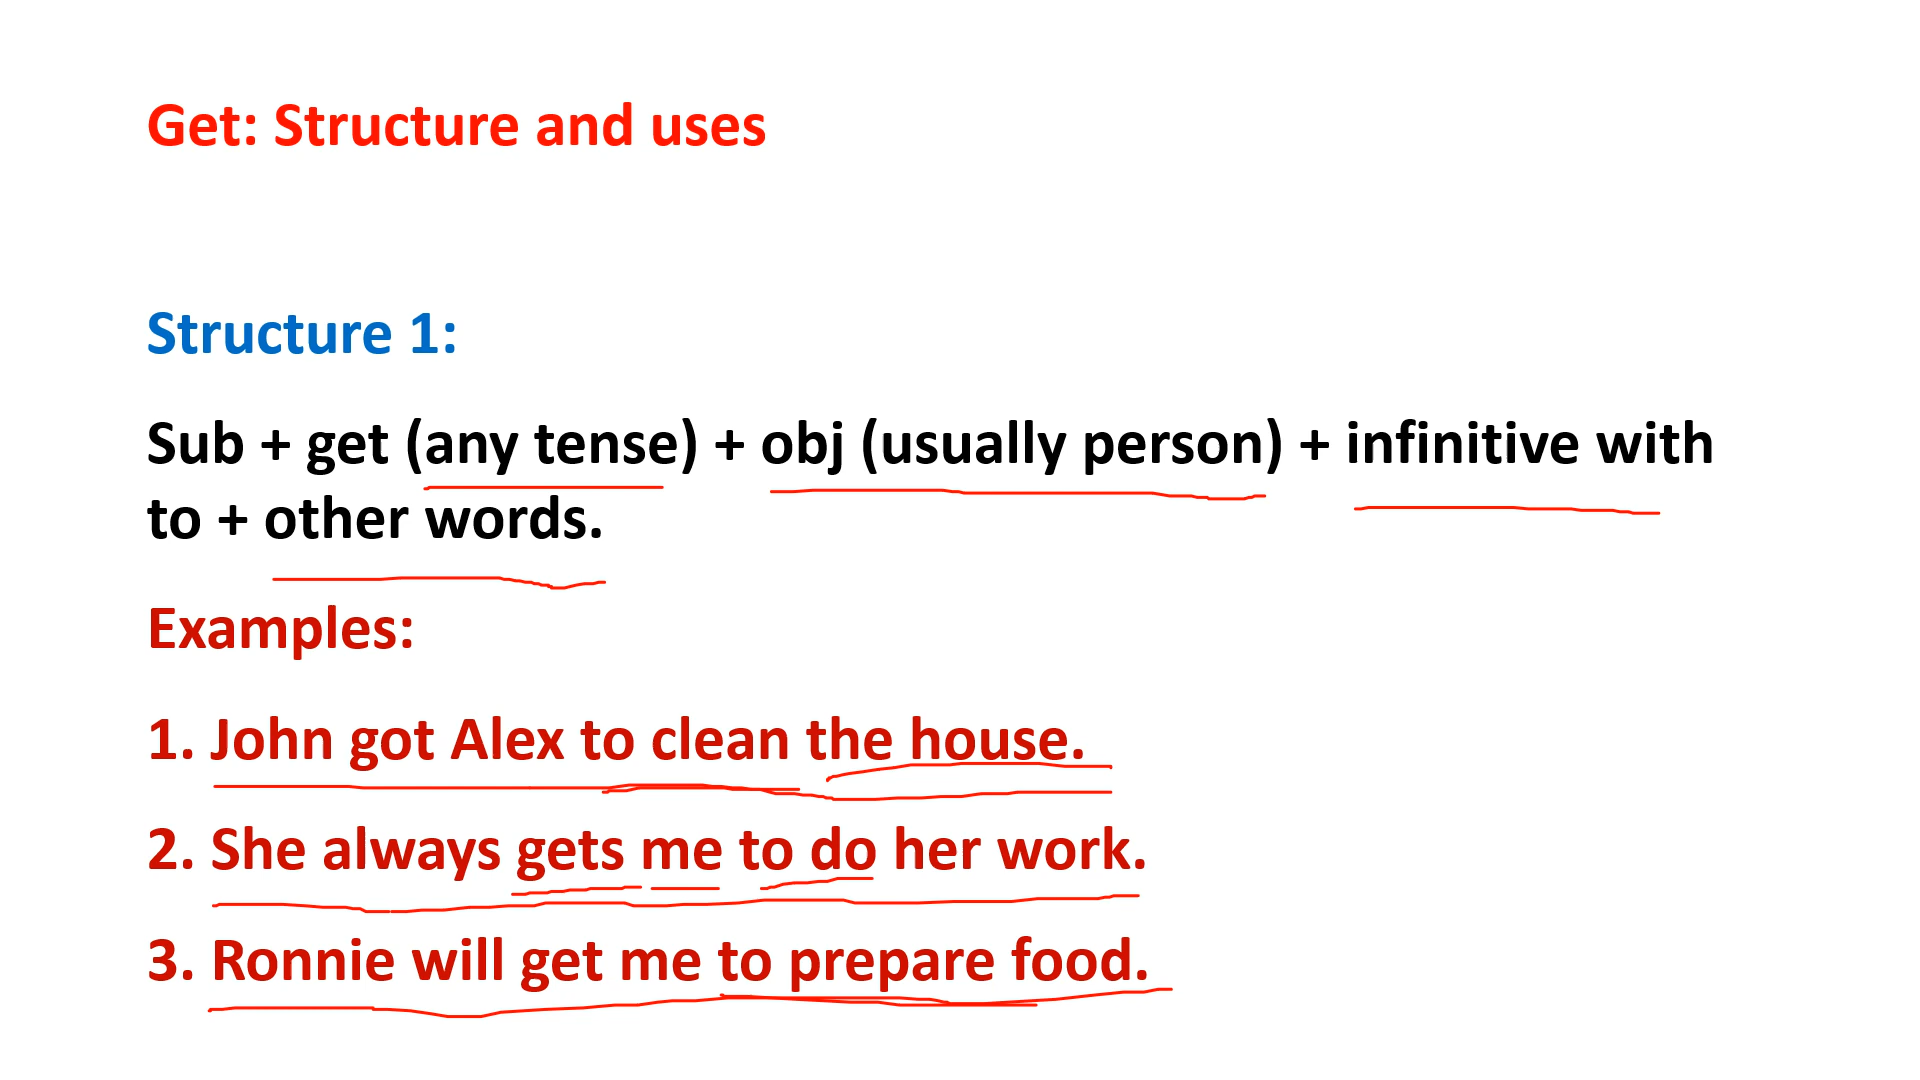 Get: Structure and uses
Structure 1:
Sub + get (any tense) + obj (usually person) + infinitive with
to + other words.
Examples:
1. John got Alex to clean the house.
2. She always gets me to do her work.
3. Ronnie will get me to prepare food.